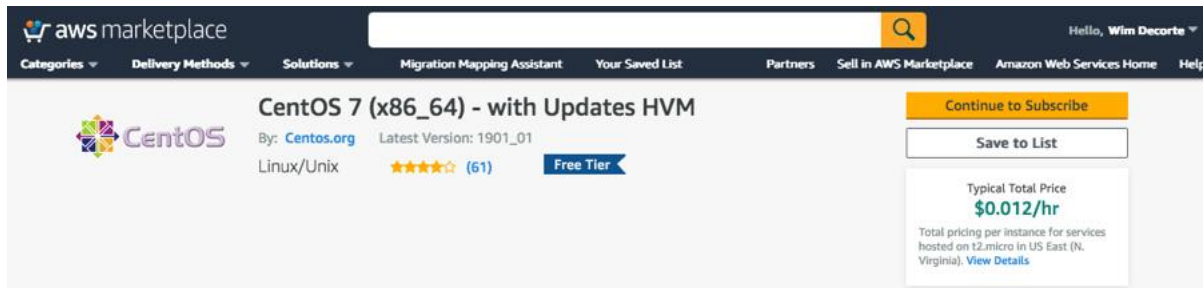 aws marketplace
Hello, Wim Decorte
Categories Delivery Methods Solutions Migration Mapping Assistant Your Saved List Partners Sell in AWS Marketplace Amazon Web Services Home Help
CentOS
CentOS 7 (x86_64) - with Updates HVM
By: Centos.org Latest Version: 1901_01
Linux/Unix (61) Free Tier
Continue to Subscribe
Save to List
Typical Total Price
$0.012/hr
Total pricing per instance for services
hosted on t2.micro in US East (N.
Virginia). View Details